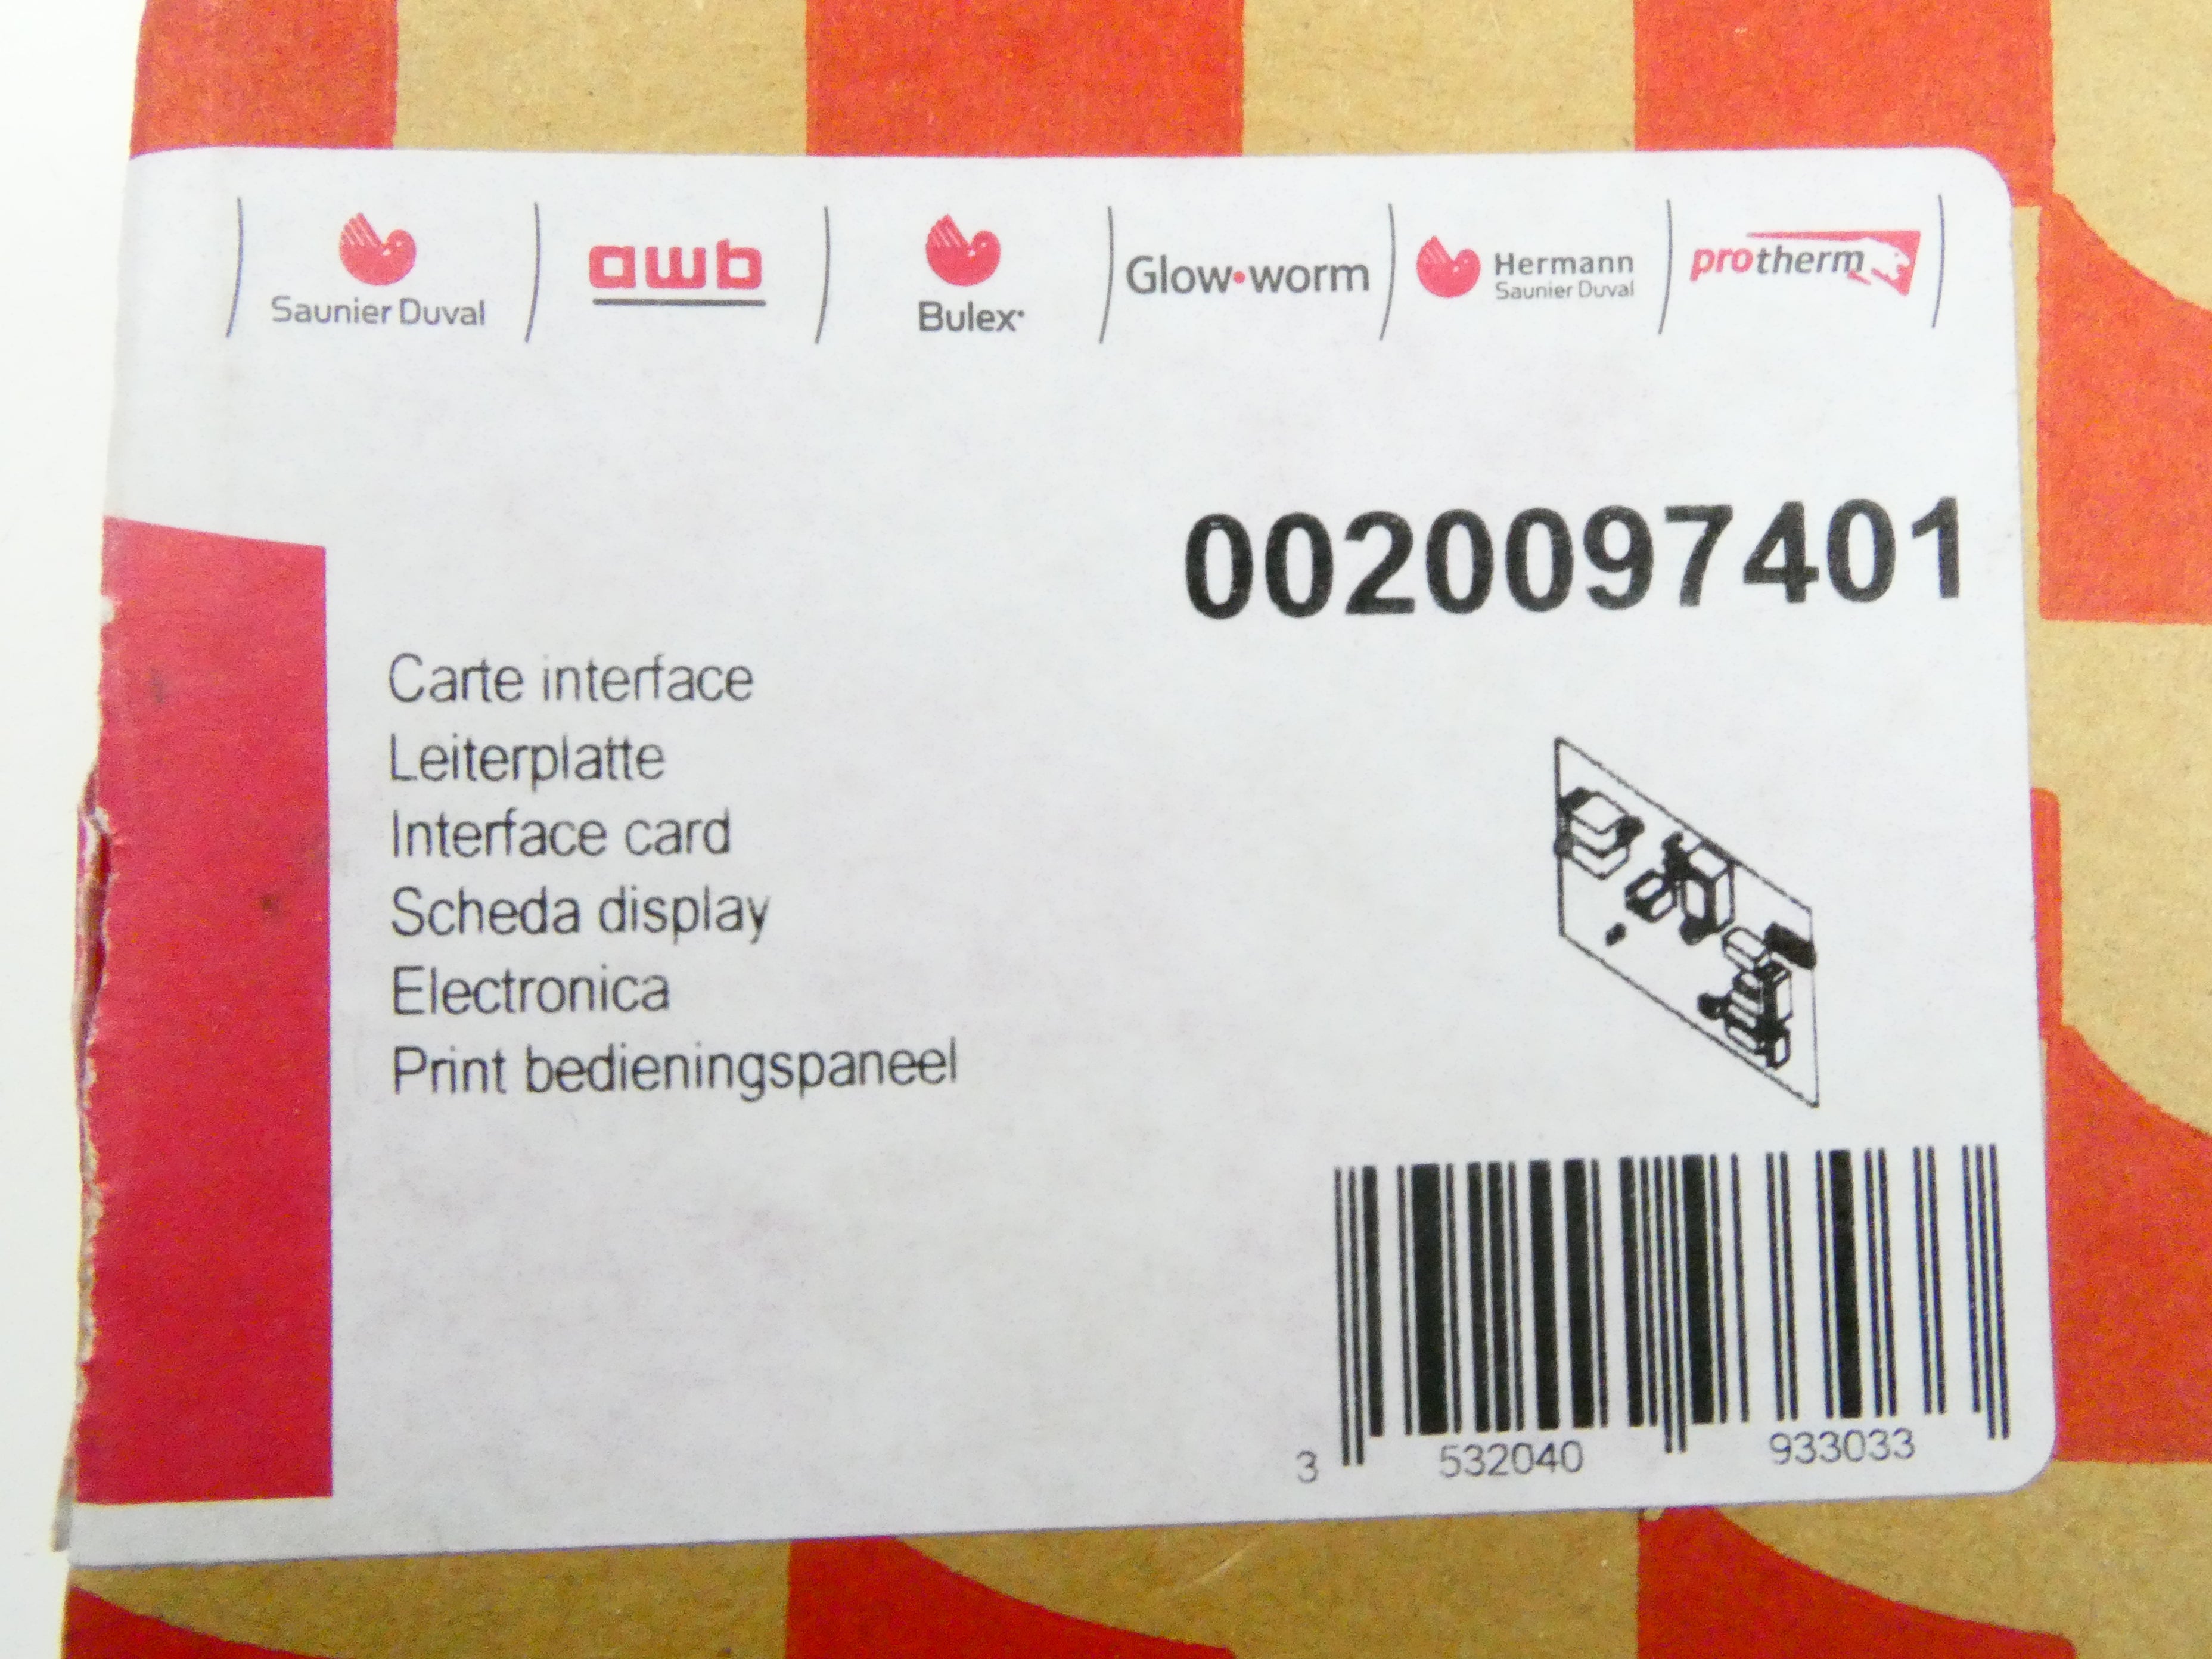 Saunier Duval
awb
Bulex
Glow•worm
Hermann
Saunier Duval
protherm
0020097401
Carte interface
Leiterplatte
Interface card
Scheda display
Electronica
Print bedieningspaneel
3 532040 933033